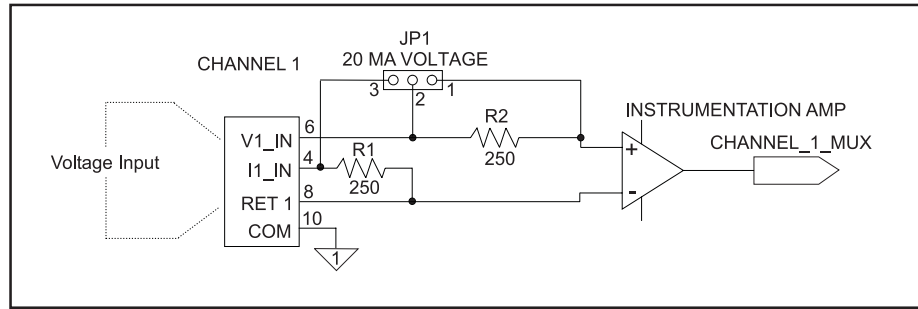 JP1
20 MA VOLTAGE
CHANNEL 1
3
2
1
INSTRUMENTATION AMP
CHANNEL_1_MUX
V1_IN
6
R2
250
+
Voltage Input
I1_IN
4
R1
250
RET 1
8
-
COM
10
1